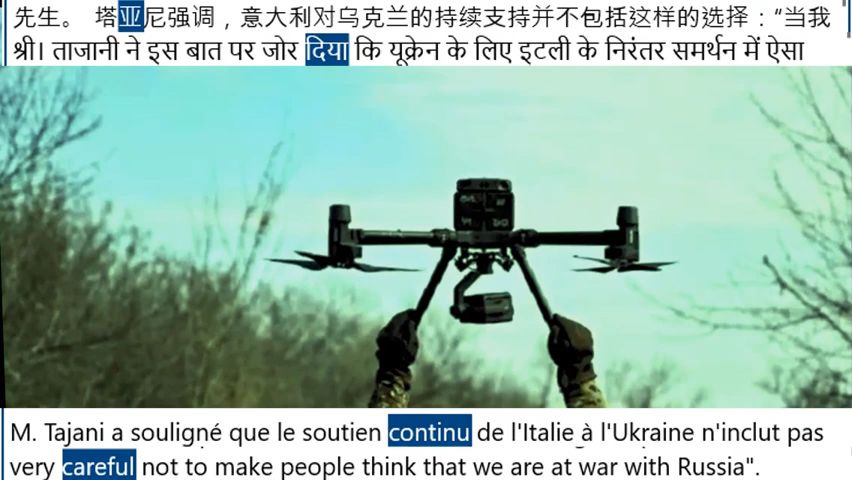 先生。 塔亚尼强调，意大利对乌克兰的持续支持并不包括这样的选择：“当我
श्री। ताजानी ने इस बात पर जोर दिया कि यूक्रेन के लिए इटली के निरंतर समर्थन में ऐसा
M. Tajani a souligné que le soutien continu de l'Italie à l'Ukraine n'inclut pas
very careful not to make people think that we are at war with Russia".